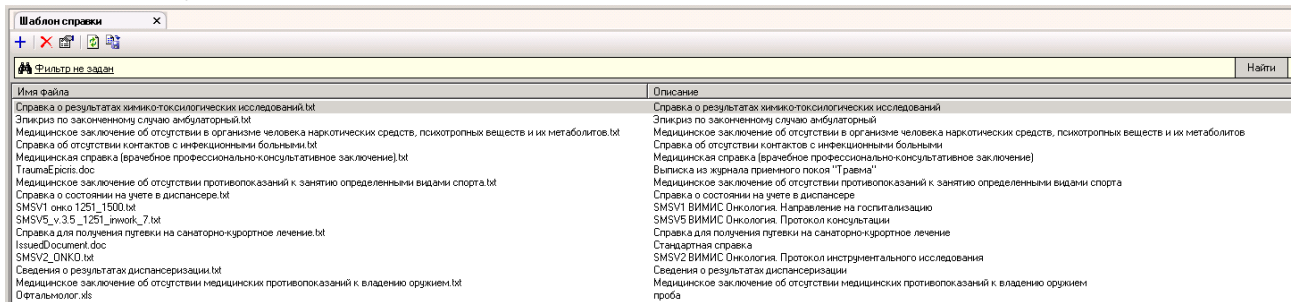 Шаблон справки
Фильтр не задан Найти
Имя файла Описание
Справка о результатах химико-токсилогических исследований.txt Справка о результатах химико-токсилогических исследований
Эпикриз по законченному случаю амбулаторный.txt Эпикриз по законченному случаю амбулаторный
Медицинское заключение об отсутствии в организме человека наркотических средств, психотропных веществ и их метаболитов.txt Медицинское заключение об отсутствии в организме человека наркотических средств, психотропных веществ и их метаболитов
Справка об отсутствии контактов с инфекционными больными.txt Справка об отсутствии контактов с инфекционными больными
Медицинская справка (врачебное профессионально-консультативное заключение).txt Медицинская справка (врачебное профессионально-консультативное заключение)
TraumaEpicris.doc Выписка из журнала приемного покоя "Травма"
Медицинское заключение об отсутствии противопоказаний к занятию определенными видами спорта.txt Медицинское заключение об отсутствии противопоказаний к занятию определенными видами спорта
Справка о состоянии на учете в диспансере.txt Справка о состоянии на учете в диспансере
SMSV1 онко 1251_1500.txt SMSV1 ВИМИС Онкология. Направление на госпитализацию
SMSV5_v.3.5 _1251_inwork_7.txt SMSV5 ВИМИС Онкология. Протокол консультации
Справка для получения путевки на санаторно-курортное лечение.txt Справка для получения путевки на санаторно-курортное лечение
IssuedDocument.doc Стандартная справка
SMSV2_ONKO.txt SMSV2 ВИМИС Онкология. Протокол инструментального исследования
Сведения о результатах диспансеризации.txt Сведения о результатах диспансеризации
Медицинское заключение об отсутствии медицинских противопоказаний к владению оружием.txt Медицинское заключение об отсутствии медицинских противопоказаний к владению оружием
Офтальмолог.xls проба